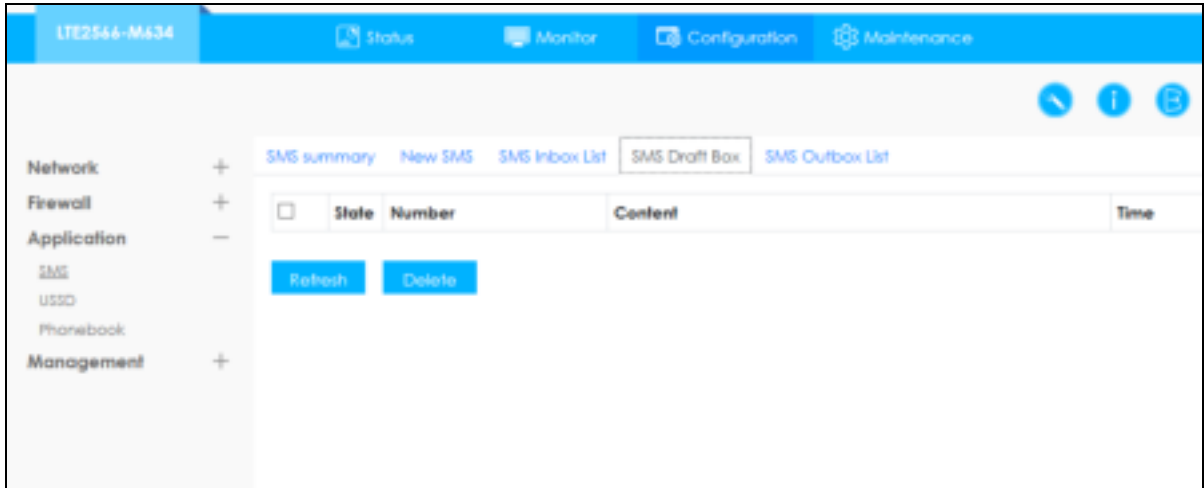 LTE2566-M634 Status Monitor Configuration Maintenance
SMS summary New SMS SMS Inbox List SMS Draft Box SMS Outbox List
Network
Firewall
Application
SMS
USSD
Phonebook
Management
State Number Content Time
Refresh Delete